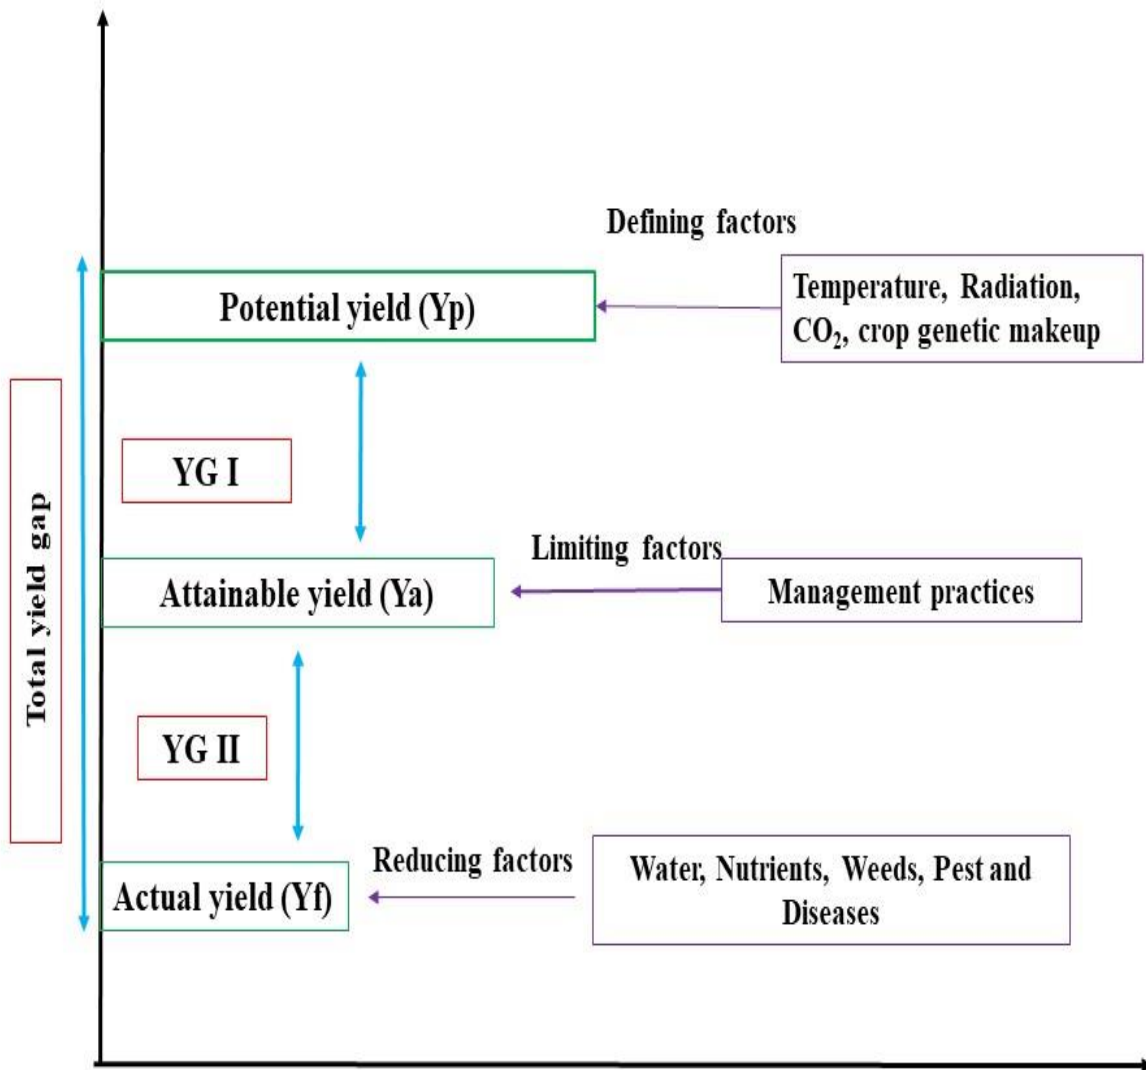 Defining factors
Potential yield (Yp)
Temperature, Radiation,
CO₂, crop genetic makeup
Total yield gap
YG I
Limiting factors
Attainable yield (Ya)
Management practices
YG II
Reducing factors
Actual yield (Yf)
Water, Nutrients, Weeds, Pest and
Diseases